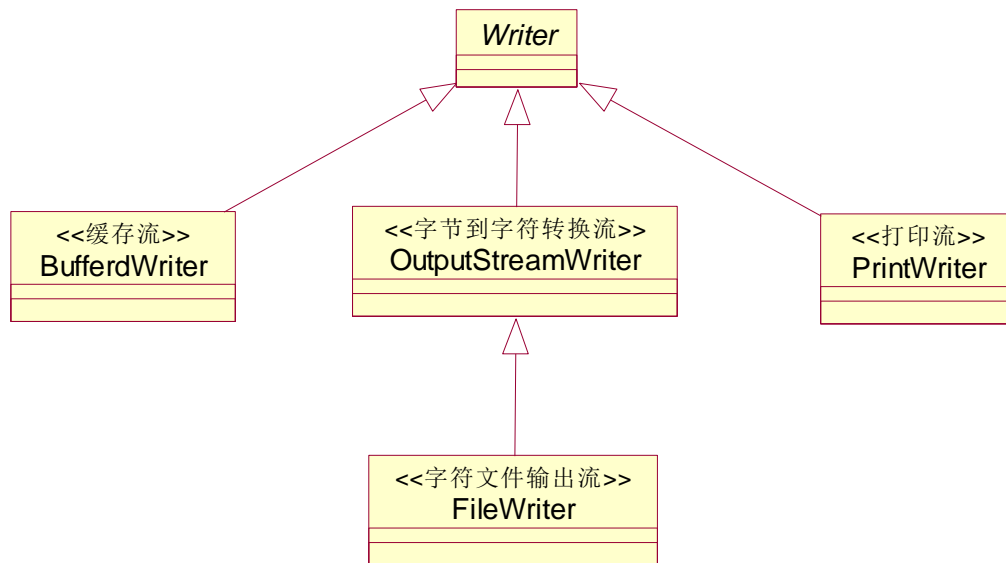 Writer
<<缓存流>>
BufferdWriter
<<字节到字符转换流>>
OutputStreamWriter
<<打印流>>
PrintWriter
<<字符文件输出流>>
FileWriter